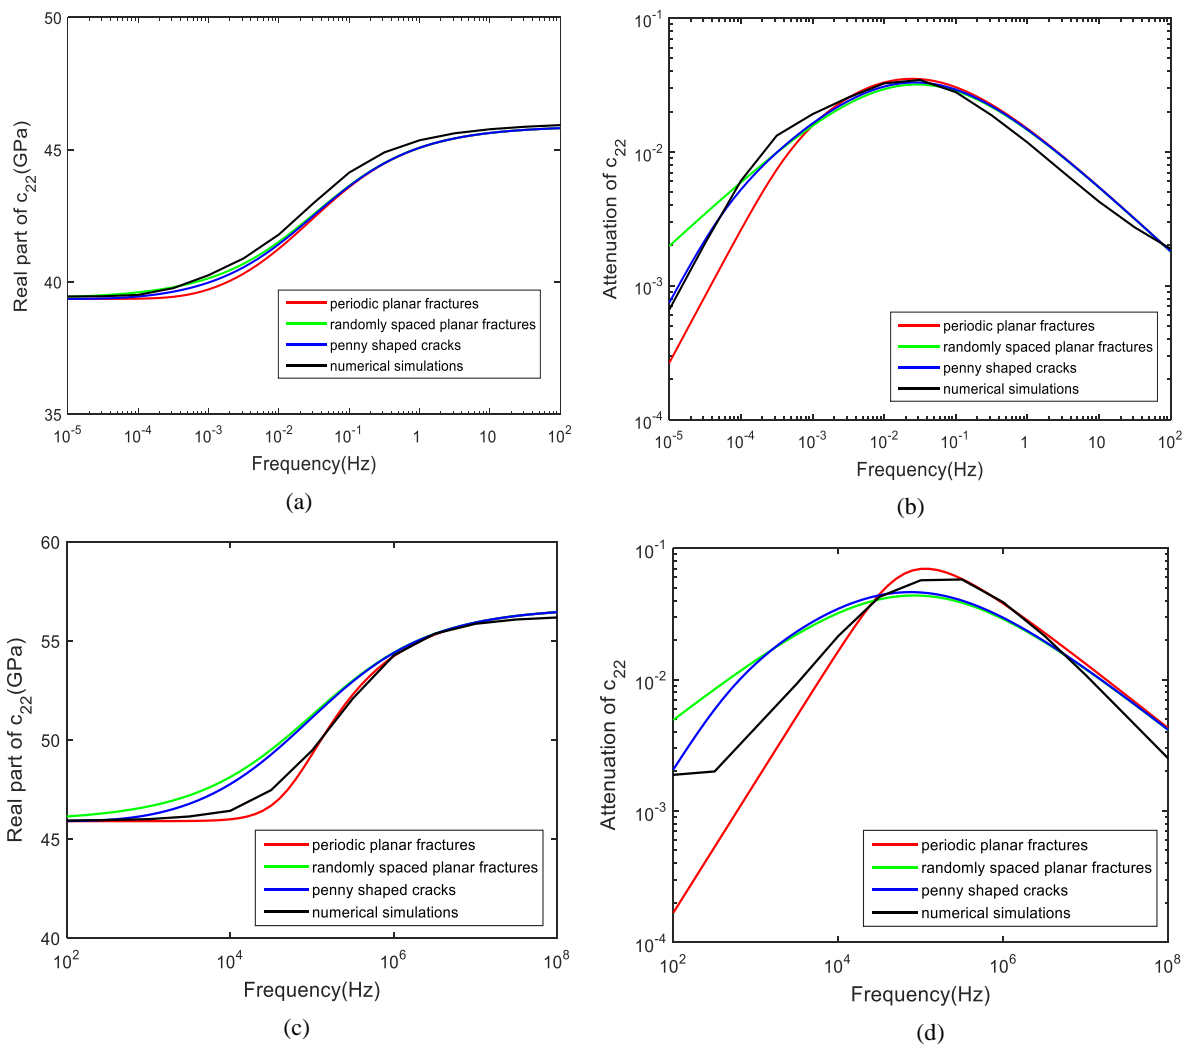 50
45
40
35
Real part of c22(GPa)
periodic planar fractures
randomly spaced planar fractures
penny shaped cracks
numerical simulations
10-5 10-4 10-3 10-2 10-1 1 10 102
Frequency(Hz)
(a)
10-1
10-2
10-3
10-4
Attenuation of c22
periodic planar fractures
randomly spaced planar fractures
penny shaped cracks
numerical simulations
10-5 10-4 10-3 10-2 10-1 1 10 102
Frequency(Hz)
(b)
60
55
50
45
40
Real part of c22(GPa)
periodic planar fractures
randomly spaced planar fractures
penny shaped cracks
numerical simulations
102 104 106 108
Frequency(Hz)
(c)
10-1
10-2
10-3
10-4
Attenuation of c22
periodic planar fractures
randomly spaced planar fractures
penny shaped cracks
numerical simulations
102 104 106 108
Frequency(Hz)
(d)